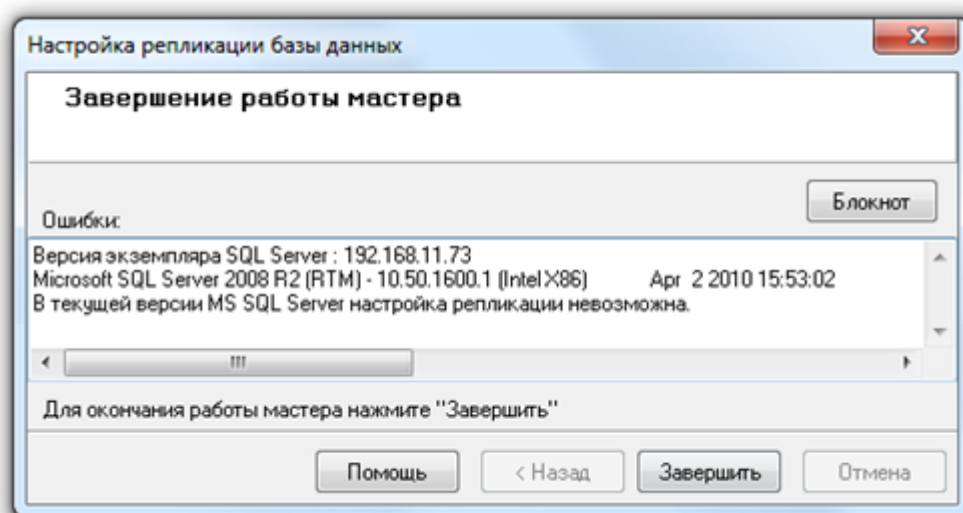 Настройка репликации базы данных
Завершение работы мастера
Блокнот
Ошибки:
Версия экземпляра SQL Server : 192.168.11.73
Microsoft SQL Server 2008 R2 (RTM) - 10.50.1600.1 (Intel X86) Apr 2 2010 15:53:02
В текущей версии MS SQL Server настройка репликации невозможна.
Для окончания работы мастера нажмите "Завершить"
Помощь < Назад Завершить Отмена